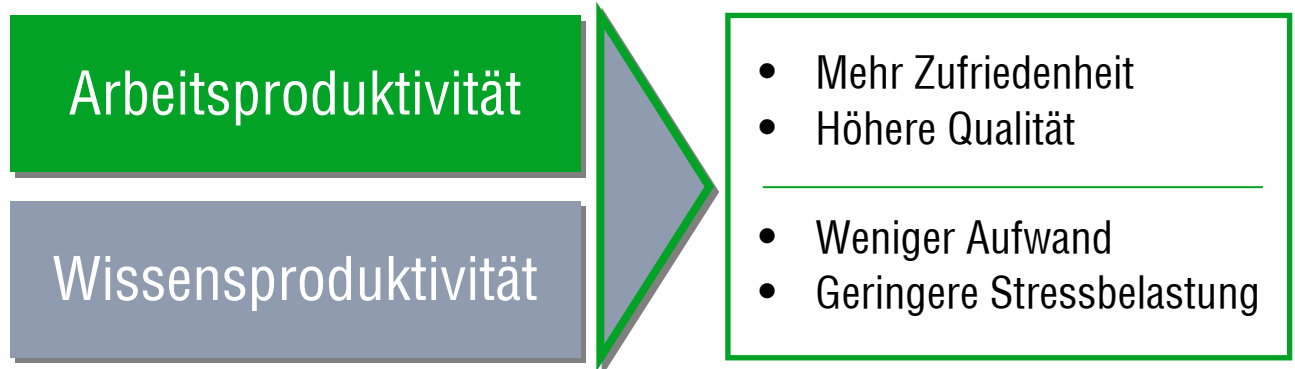 Arbeitsproduktivität
Wissensproduktivität
• Mehr Zufriedenheit
• Höhere Qualität
• Weniger Aufwand
• Geringere Stressbelastung